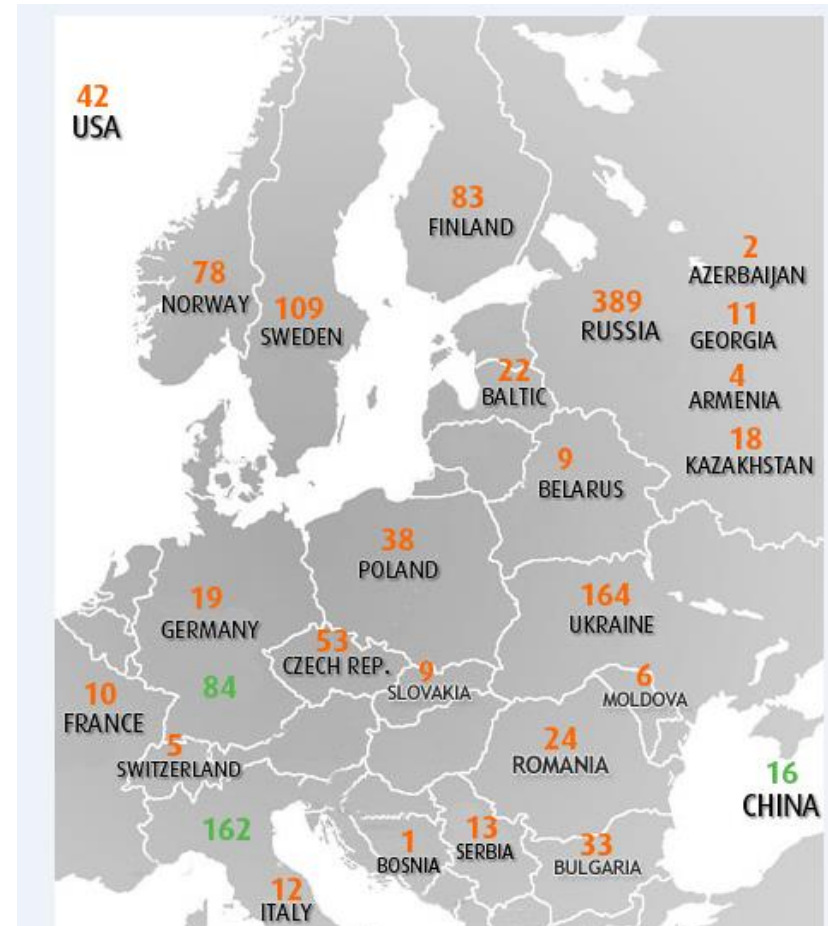 42
USA
83
FINLAND
2
AZERBAIJAN
78
NORWAY
109
SWEDEN
389
RUSSIA
11
GEORGIA
22
BALTIC
4
ARMENIA
18
KAZAKHSTAN
9
BELARUS
38
POLAND
19
GERMANY
164
UKRAINE
53
CZECH REP.
84
9
SLOVAKIA
6
MOLDOVA
10
FRANCE
5
SWITZERLAND
24
ROMANIA
16
CHINA
162
1
BOSNIA
13
SERBIA
33
BULGARIA
12
ITALY